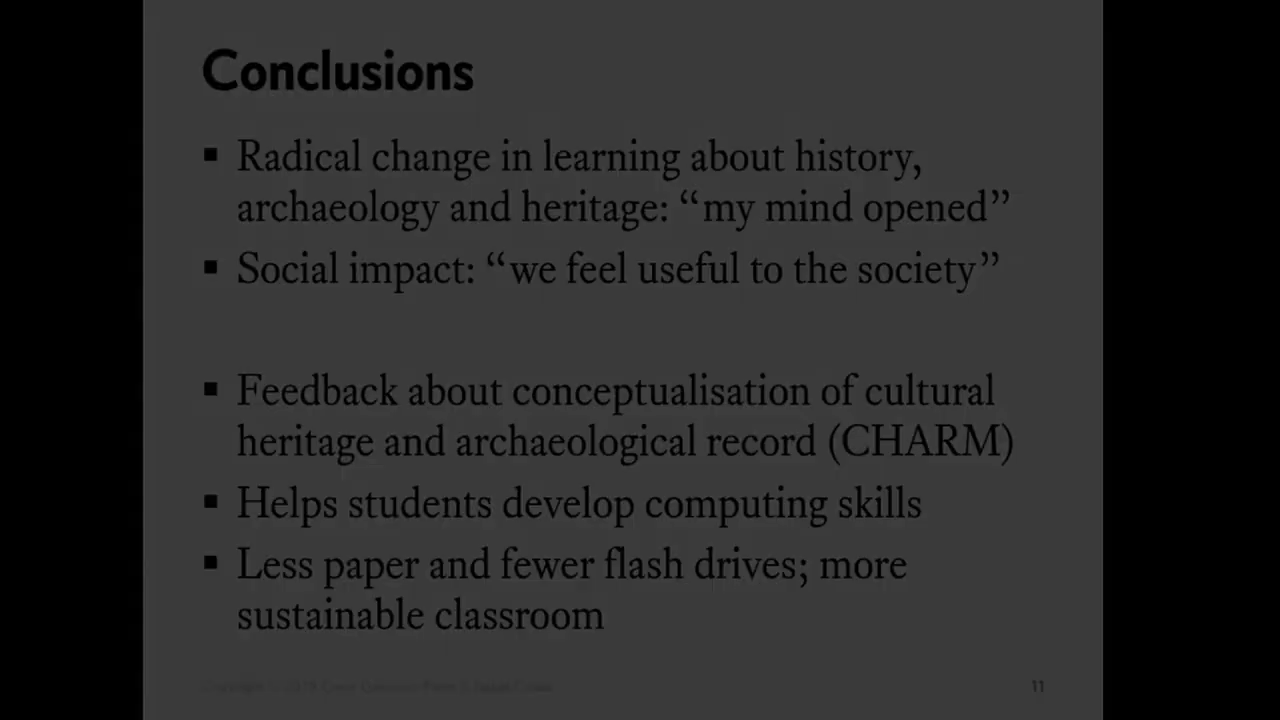 Conclusions
▪ Radical change in learning about history,
archaeology and heritage: “my mind opened”
▪ Social impact: “we feel useful to the society”
▪ Feedback about conceptualisation of cultural
heritage and archaeological record (CHARM)
▪ Helps students develop computing skills
▪ Less paper and fewer flash drives; more
sustainable classroom
11